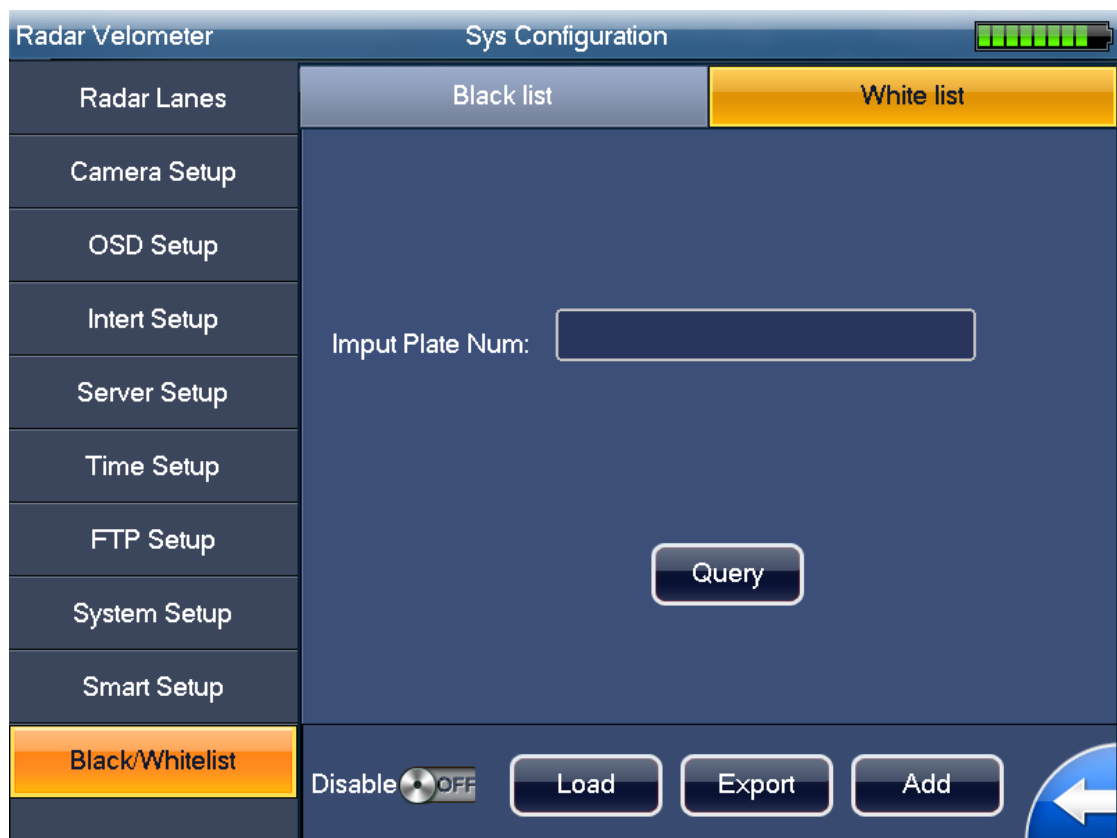 Radar Velometer
Sys Configuration
Radar Lanes
Camera Setup
OSD Setup
Intert Setup
Server Setup
Time Setup
FTP Setup
System Setup
Smart Setup
Black/Whitelist
Black list
White list
Imput Plate Num:
Query
Disable OFF
Load
Export
Add